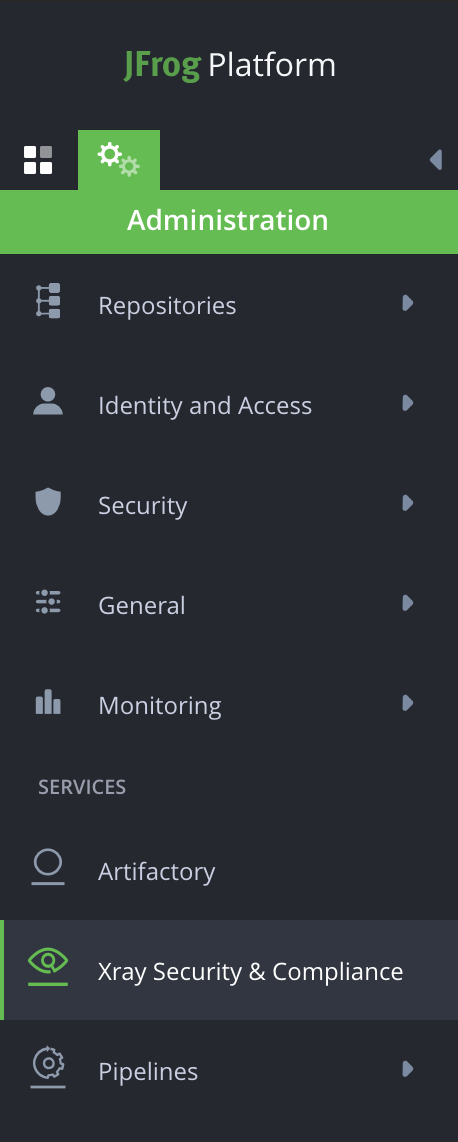 JFrog Platform
Administration
Repositories
Identity and Access
Security
General
Monitoring
SERVICES
Artifactory
Xray Security & Compliance
Pipelines